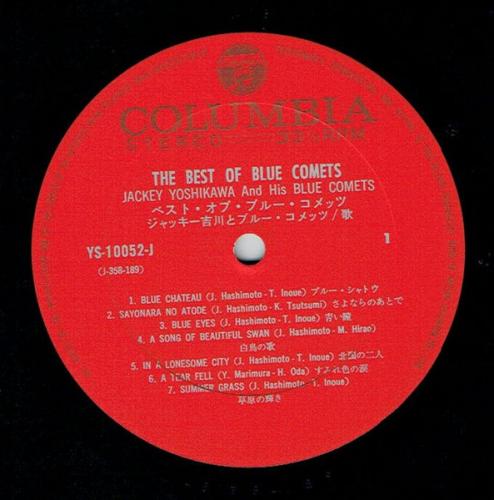 COLUMBIA
STEREO 33⅓RPM
THE BEST OF BLUE COMETS
JACKEY YOSHIKAWA And His BLUE COMETS
ベスト・オブ・ブルー・コメッツ
ジャッキー吉川とブルー・コメッツ/歌
YS-10052-J
1
(J-358-189)
1. BLUE CHATEAU (J. Hashimoto-T. Inoue) ブルー・シャトウ
2. SAYONARA NO ATODE (J. Hashimoto-K. Tsutsumi) さよならのあとで
3. BLUE EYES (J. Hashimoto-T. Inoue) 青い瞳
4. A SONG OF BEAUTIFUL SWAN (J. Hashimoto-M. Hirao)
白鳥の歌
5. IN A LONESOME CITY (J. Hashimoto-T. Inoue) 北国の二人
6. A TEAR FELL (Y. Marimura-H. Oda) すみれ色の涙
7. SUMMER GRASS (J. Hashimoto-T. Inoue)
草原の輝き